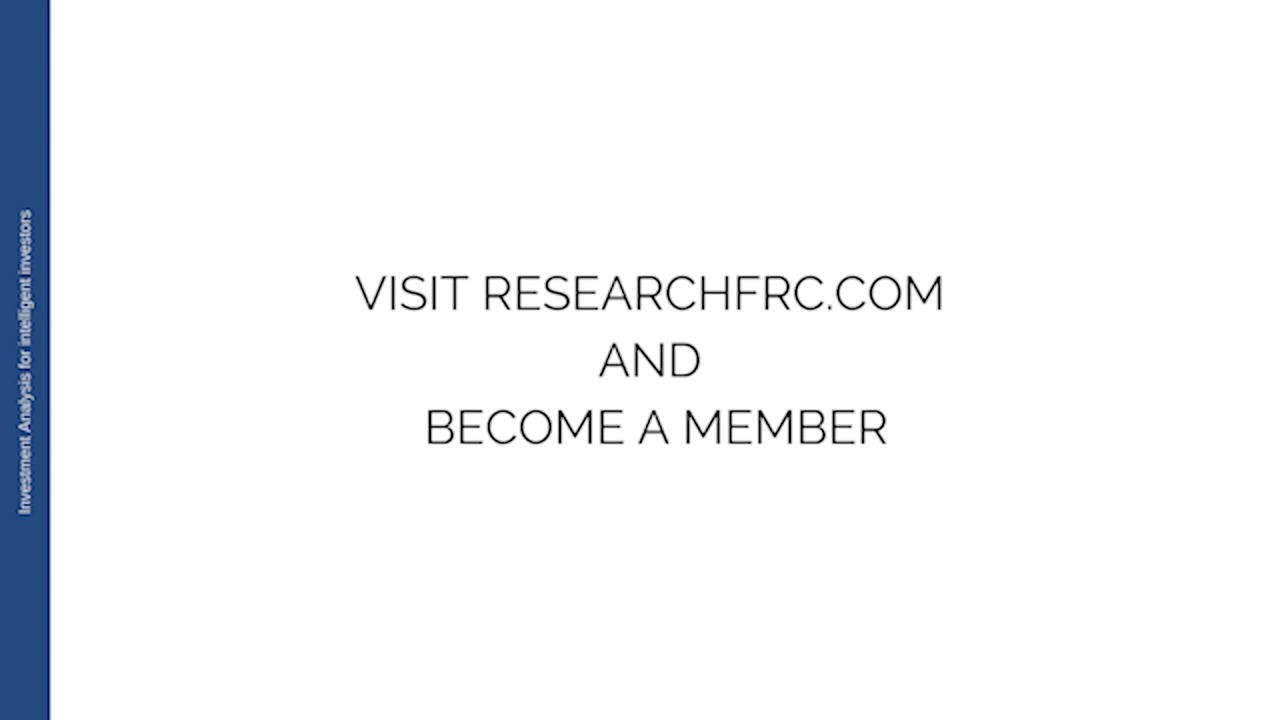 Investment Analysis for intelligent investors
VISIT RESEARCHFRC.COM
AND
BECOME A MEMBER